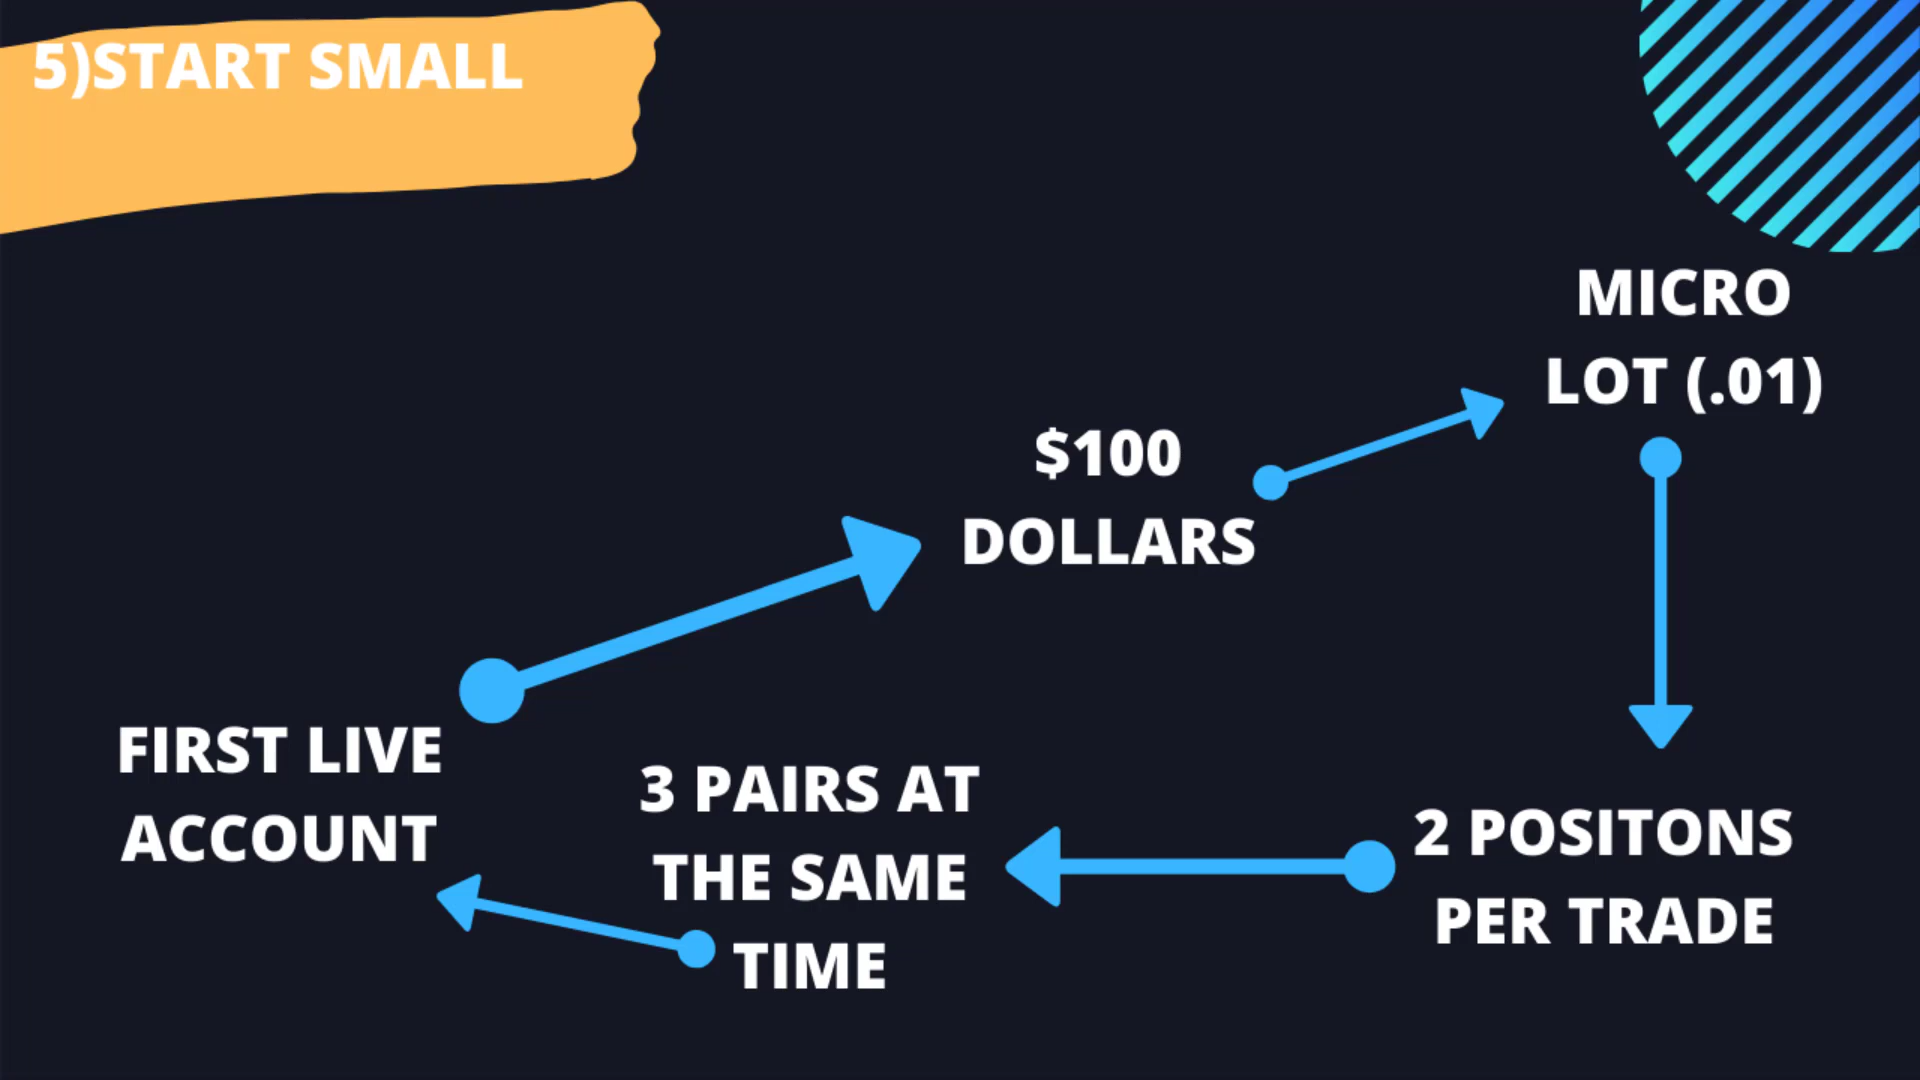 5)START SMALL
MICRO
LOT (.01)
$100
DOLLARS
FIRST LIVE
ACCOUNT
3 PAIRS AT
THE SAME
TIME
2 POSITONS
PER TRADE